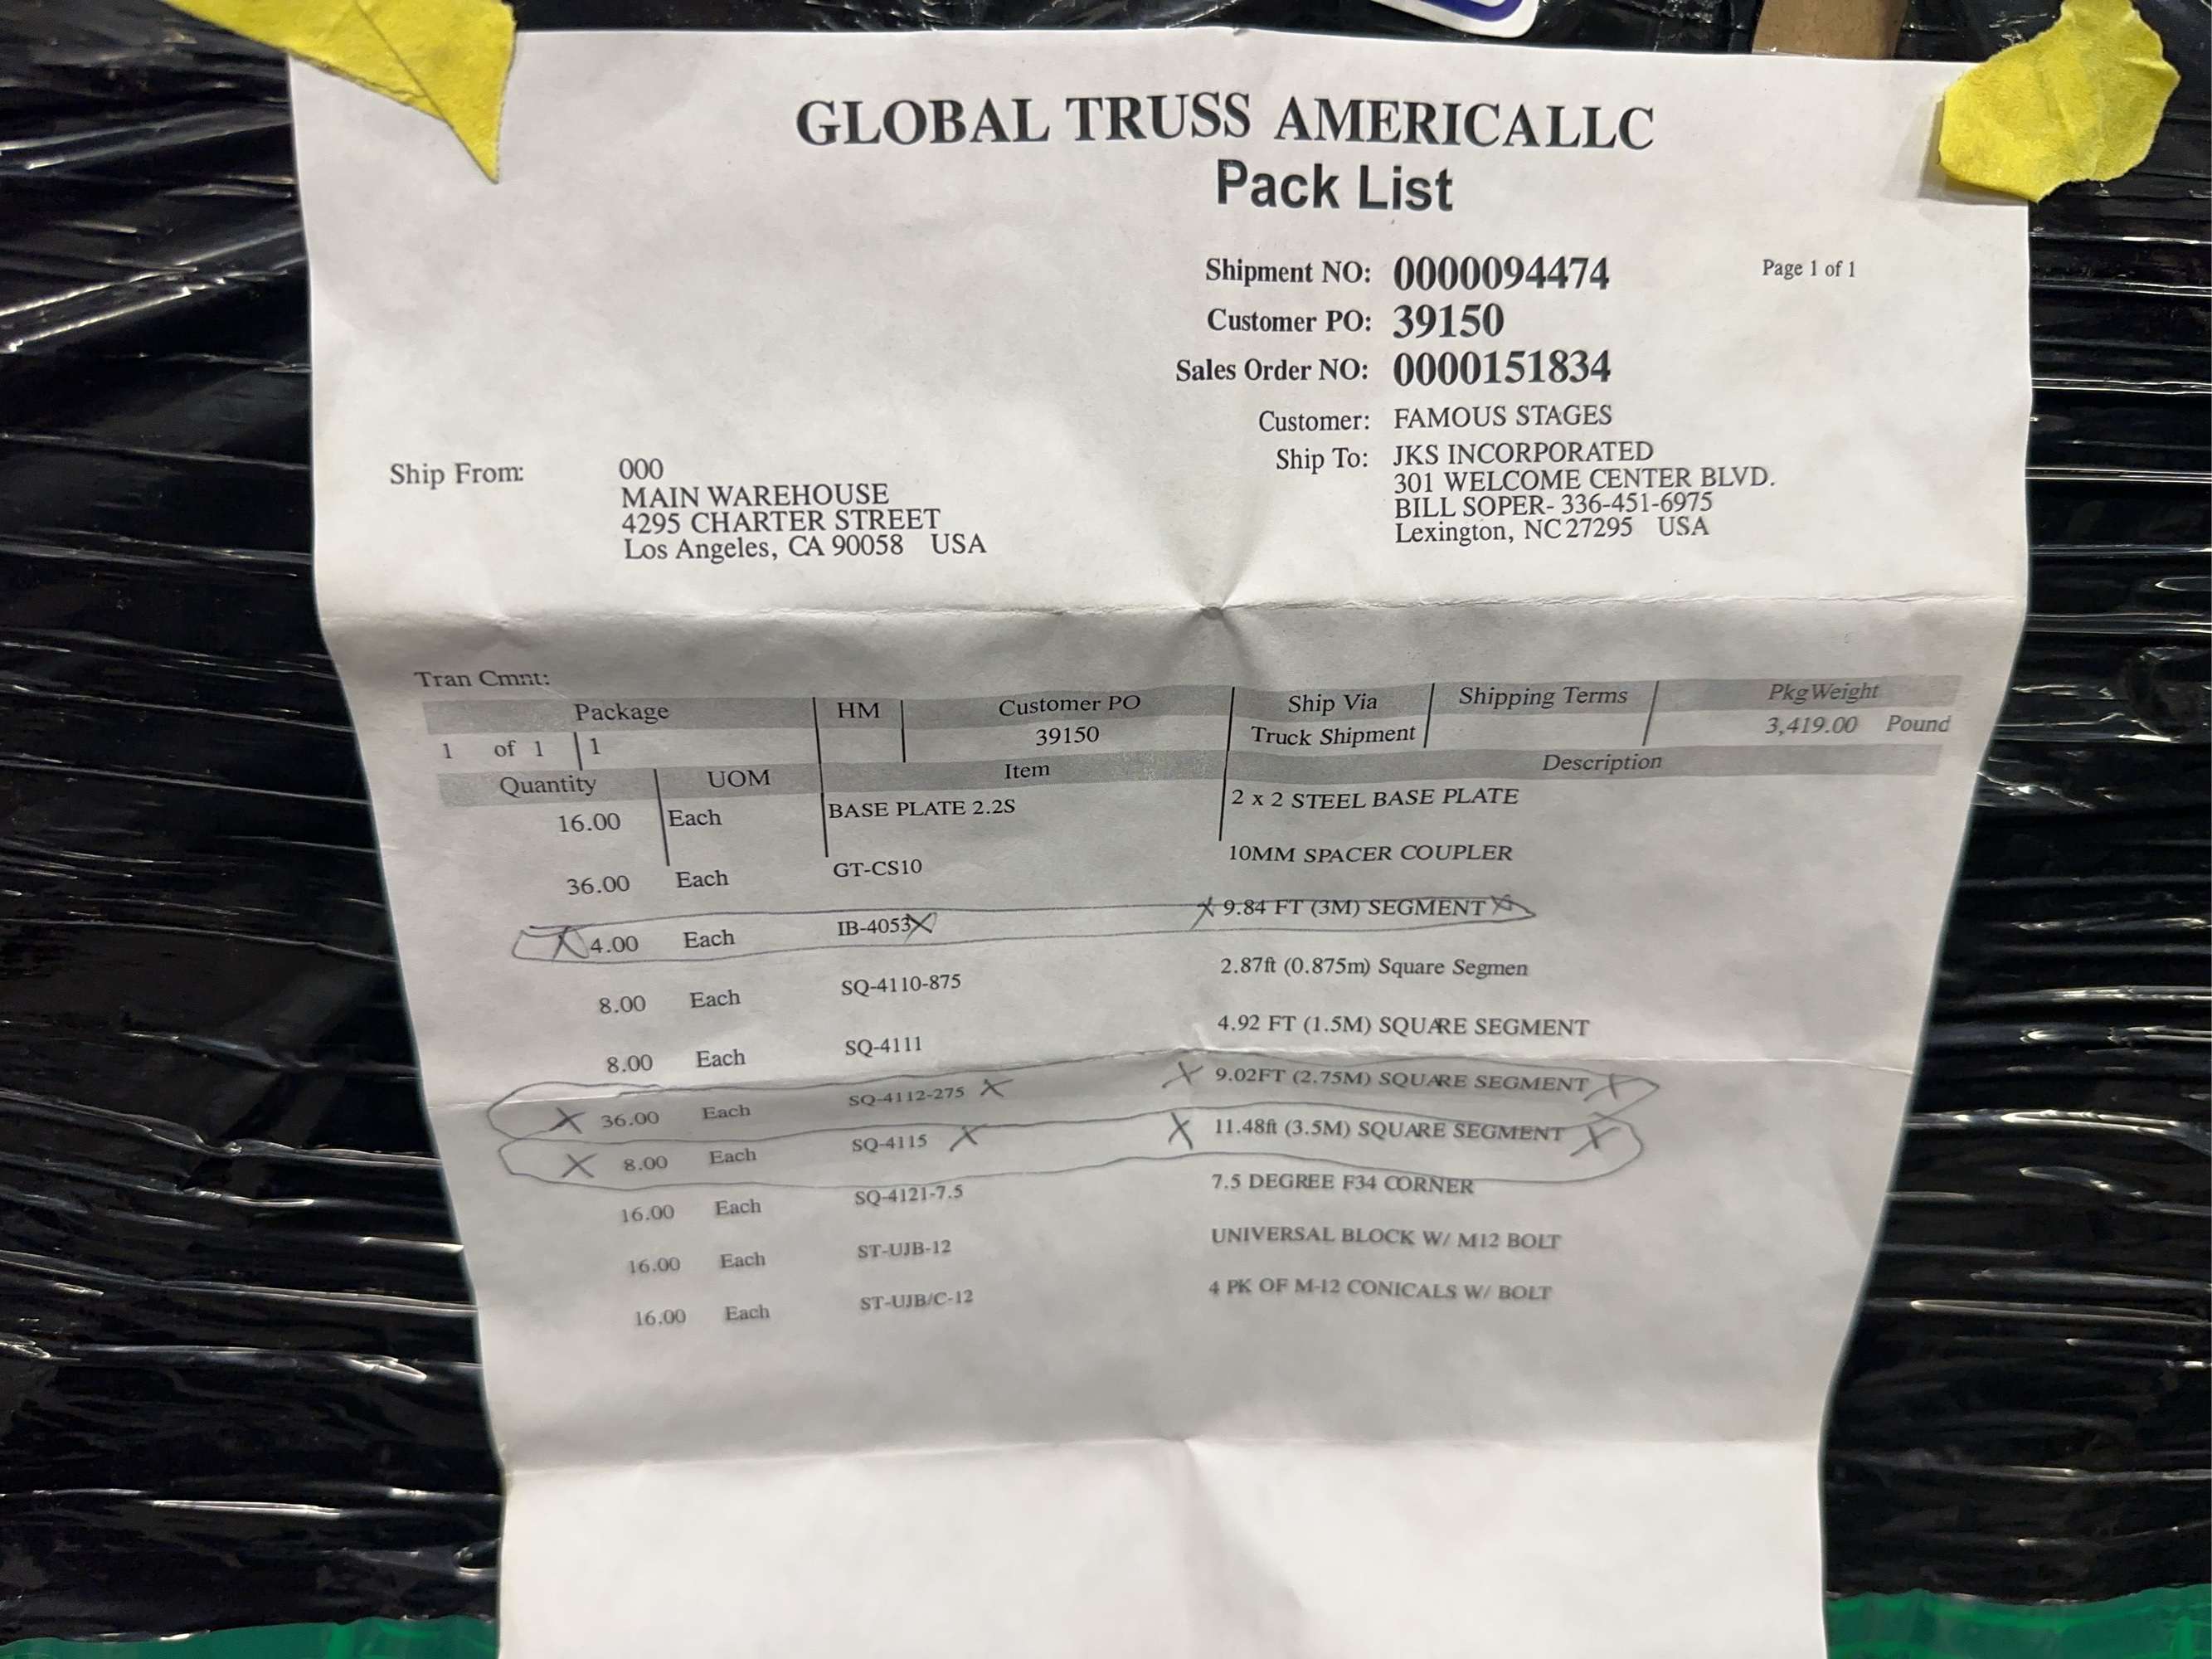 GLOBAL TRUSS AMERICALLC
Pack List
Shipment NO: 0000094474 Page 1 of 1
Customer PO: 39150
Sales Order NO: 0000151834
Customer: FAMOUS STAGES
Ship From: 000
MAIN WAREHOUSE
4295 CHARTER STREET
Los Angeles, CA 90058 USA
Ship To: JKS INCORPORATED
301 WELCOME CENTER BLVD.
BILL SOPER- 336-451-6975
Lexington, NC 27295 USA
Tran Cmnt:
Package HM Customer PO Ship Via Shipping Terms PkgWeight
1 of 1 1 39150 Truck Shipment 3,419.00 Pound
Quantity UOM Item Description
16.00 Each BASE PLATE 2.2S 2 x 2 STEEL BASE PLATE
36.00 Each GT-CS10 10MM SPACER COUPLER
X 4.00 Each IB-4053 X X 9.84 FT (3M) SEGMENT X
8.00 Each SQ-4110-875 2.87ft (0.875m) Square Segmen
8.00 Each SQ-4111 4.92 FT (1.5M) SQUARE SEGMENT
X 36.00 Each SQ-4112-275 X X 9.02FT (2.75M) SQUARE SEGMENT X
X 8.00 Each SQ-4115 X X 11.48ft (3.5M) SQUARE SEGMENT X
16.00 Each SQ-4121-7.5 7.5 DEGREE F34 CORNER
16.00 Each ST-UJB-12 UNIVERSAL BLOCK W/ M12 BOLT
16.00 Each ST-UJB/C-12 4 PK OF M-12 CONICALS W/ BOLT